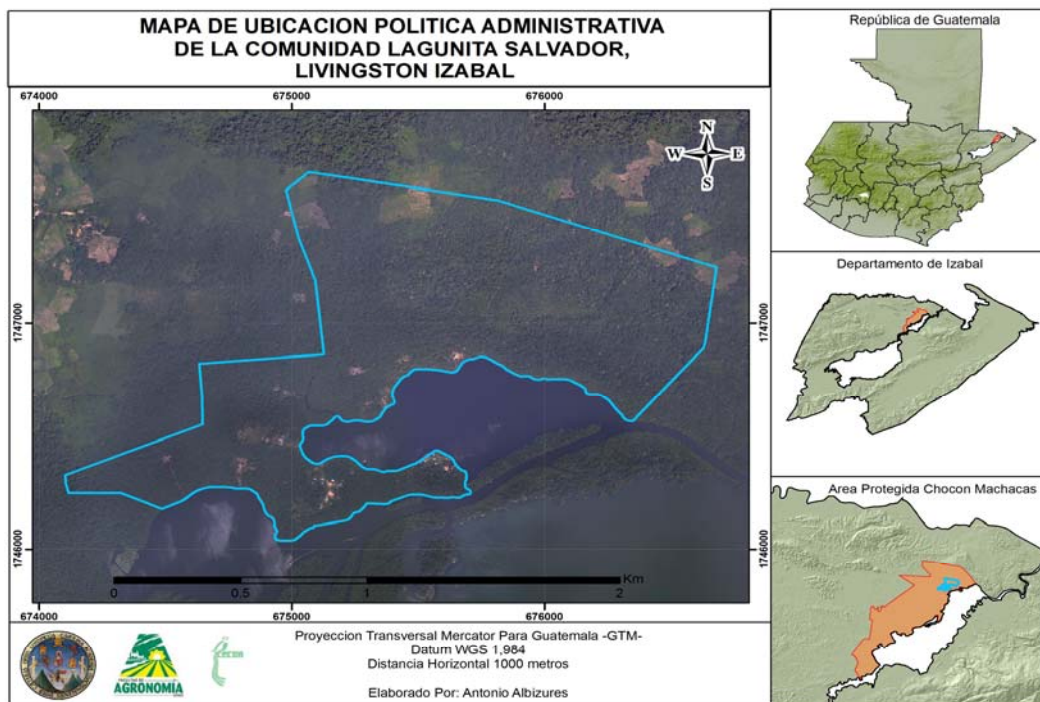 MAPA DE UBICACION POLITICA ADMINISTRATIVA
DE LA COMUNIDAD LAGUNITA SALVADOR,
LIVINGSTON IZABAL
674000
675000
676000
N
W
E
S
1747000
1747000
1746000
1746000
0
0.5
1
2
Km
674000
675000
676000
AGRONOMIA
Proyeccion Transversal Mercator Para Guatemala -GTM-
Datum WGS 1,984
Distancia Horizontal 1000 metros
Elaborado Por: Antonio Albizures
República de Guatemala
Departamento de Izabal
Area Protegida Chocon Machacas